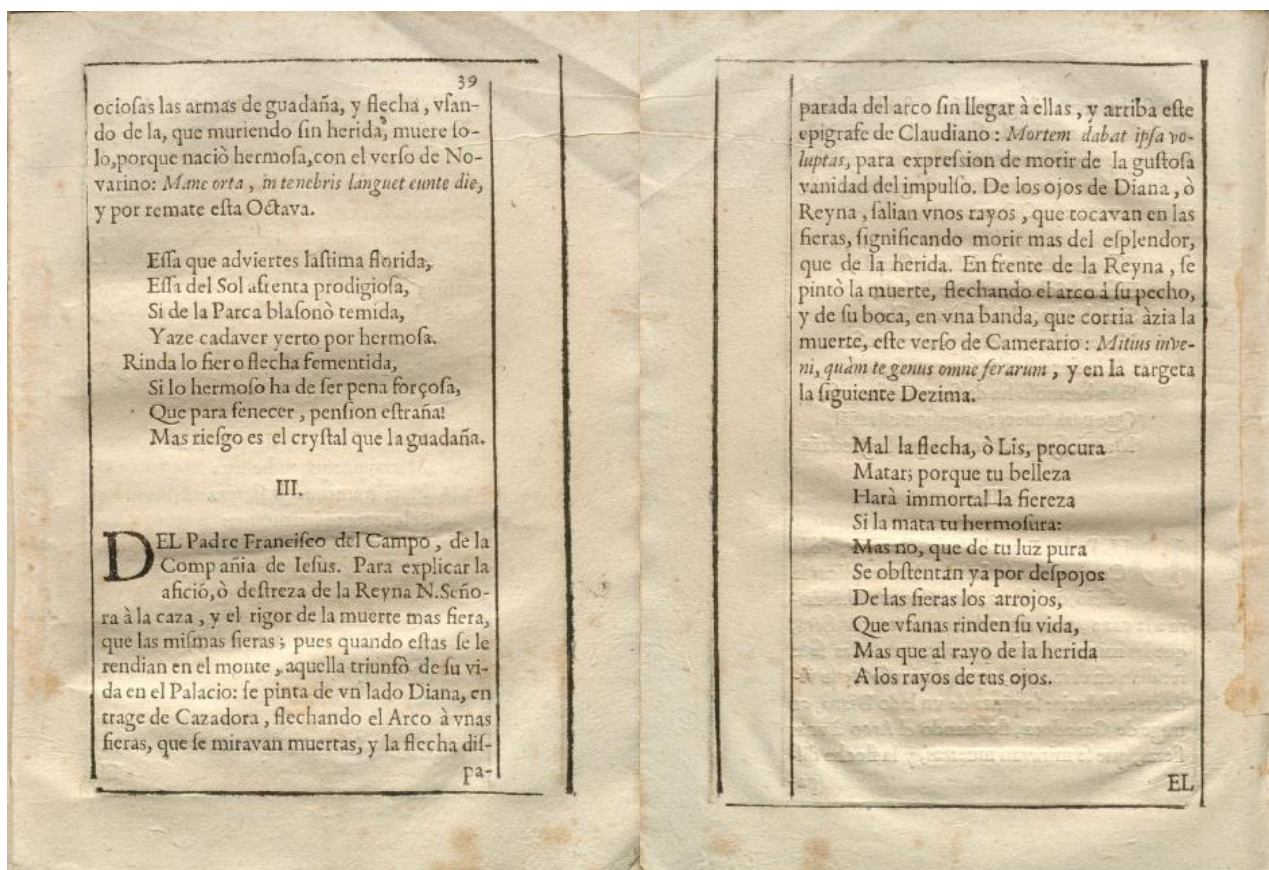 39
ociosas las armas de guadaña, y flecha, vsan-
do de la, que muriendo sin herida, muere so-
lo, porque naciò hermosa, con el verso de No-
varino: Mane orta, in tenebris languet eunte die,
y por remate esta Octava.
Essa que adviertes lastima florida,
Essa del Sol afrenta prodigiosa,
Si de la Parca blasonò temida,
Yaze cadaver yerto por hermosa.
Rinda lo fiero flecha fementida,
Si lo hermoso ha de ser pena forçosa,
Que para fenecer, pension estraña!
Mas riesgo es el crystal que la guadaña.
III.
DEL Padre Francisco del Campo, de la
Compañia de Iesus. Para explicar la
afició, ò destreza de la Reyna N. Seño-
ra à la caza, y el rigor de la muerte mas fiera,
que las mismas fieras; pues quando estas se le
rendian en el monte, aquella triunfò de su vi-
da en el Palacio: se pinta de vn lado Diana, en
trage de Cazadora, flechando el Arco à vnas
fieras, que se miravan muertas, y la flecha dis-
pa-
parada del arco sin llegar à ellas, y arriba este
epigrafe de Claudiano: Mortem dabat ipsa vo-
luptas, para expression de morir de la gustosa
vanidad del impulso. De los ojos de Diana, ò
Reyna, salian vnos rayos, que tocavan en las
fieras, significando morir mas del esplendor,
que de la herida. En frente de la Reyna, se
pintò la muerte, flechando el arco à su pecho,
y de su boca, en vna banda, que corria àzia la
muerte, este verso de Camerario: Mitius inve-
ni, quàm te genus omne ferarum, y en la targeta
la siguiente Dezima.
Mal la flecha, ò Lis, procura
Matar; porque tu belleza
Harà immortal la fiereza
Si la mata tu hermosura:
Mas no, que de tu luz pura
Se obstentan ya por despojos
De las fieras los arrojos,
Que vfanas rinden su vida,
Mas que al rayo de la herida
A los rayos de tus ojos.
EL